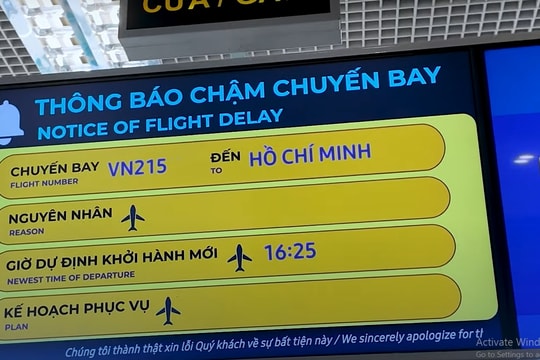 CỬA / GATE
THÔNG BÁO CHẬM CHUYẾN BAY
NOTICE OF FLIGHT DELAY
CHUYẾN BAY VN215 ĐẾN HỒ CHÍ MINH
FLIGHT NUMBER TO
NGUYÊN NHÂN
REASON
GIỜ DỰ ĐỊNH KHỞI HÀNH MỚI 16:25
NEWEST TIME OF DEPARTURE
KẾ HOẠCH PHỤC VỤ
PLAN
Chúng tôi thành thật xin lỗi Quý khách về sự bất tiện này / We sincerely apologize for
Activate Wind
Go to Settings to a